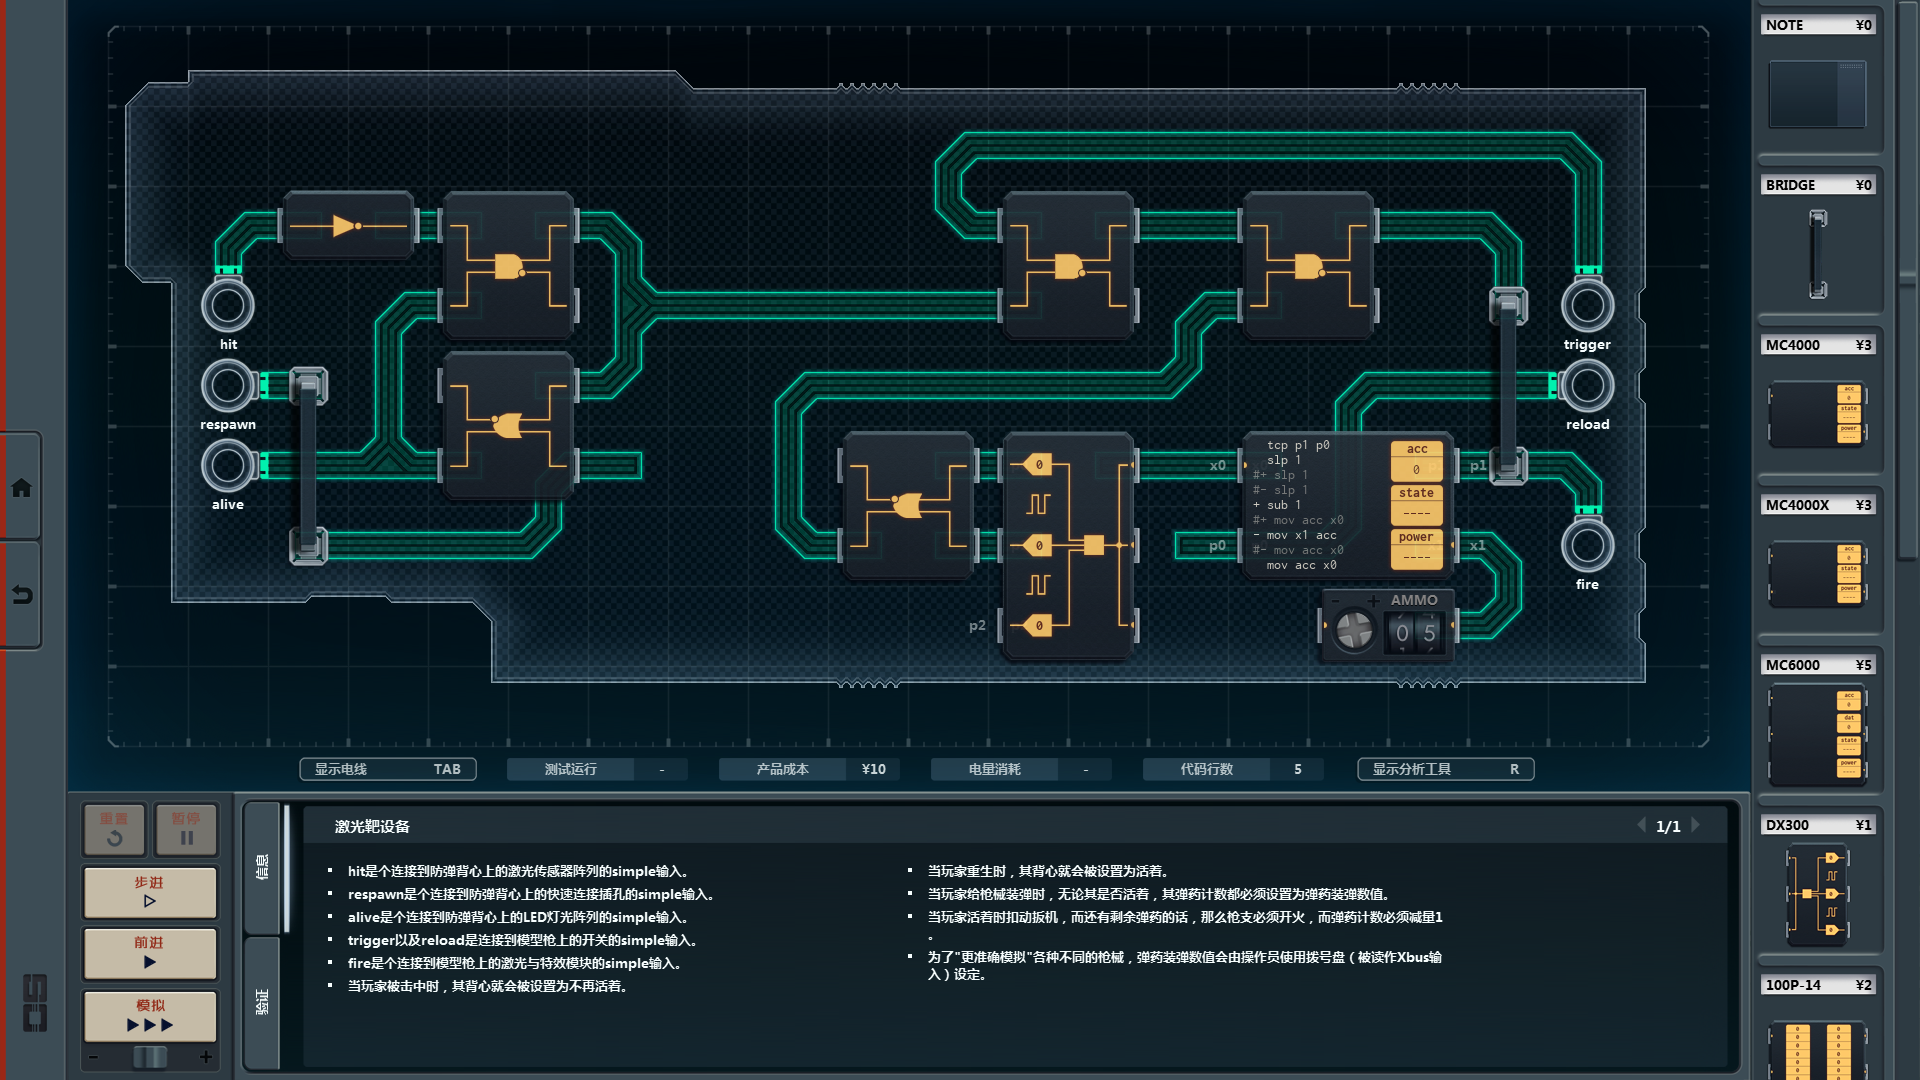 NOTE ¥0
BRIDGE ¥0
MC4000 ¥3
acc
0
state
----
power
----
MC4000X ¥3
acc
0
state
----
power
----
MC6000 ¥5
acc
0
dat
0
state
----
power
----
DX300 ¥1
0
0
0
100P-14 ¥2
hit
respawn
alive
trigger
reload
fire
0
0
0
p2
x0
p0
p1
x1
tcp p1 p0
slp 1
#+ slp 1
#- slp 1
+ sub 1
#+ mov acc x0
- mov x1 acc
#- mov acc x0
mov acc x0
acc
0
state
----
power
----
- + AMMO
0 5
显示电线 TAB
测试运行 -
产品成本 ¥10
电量消耗 -
代码行数 5
显示分析工具 R
重置
暂停
步进
前进
模拟
- +
信息
验证
激光靶设备
1/1
▪ hit是个连接到防弹背心上的激光传感器阵列的simple输入。
▪ respawn是个连接到防弹背心上的快速连接插孔的simple输入。
▪ alive是个连接到防弹背心上的LED灯光阵列的simple输入。
▪ trigger以及reload是连接到模型枪上的开关的simple输入。
▪ fire是个连接到模型枪上的激光与特效模块的simple输入。
▪ 当玩家被击中时，其背心就会被设置为不再活着。
▪ 当玩家重生时，其背心就会被设置为活着。
▪ 当玩家给枪械装弹时，无论其是否活着，其弹药计数都必须设置为弹药装弹数值。
▪ 当玩家活着时扣动扳机，而还有剩余弹药的话，那么枪支必须开火，而弹药计数必须减量1
。
▪ 为了"更准确模拟"各种不同的枪械，弹药装弹数值会由操作员使用拨号盘（被读作Xbus输
入）设定。